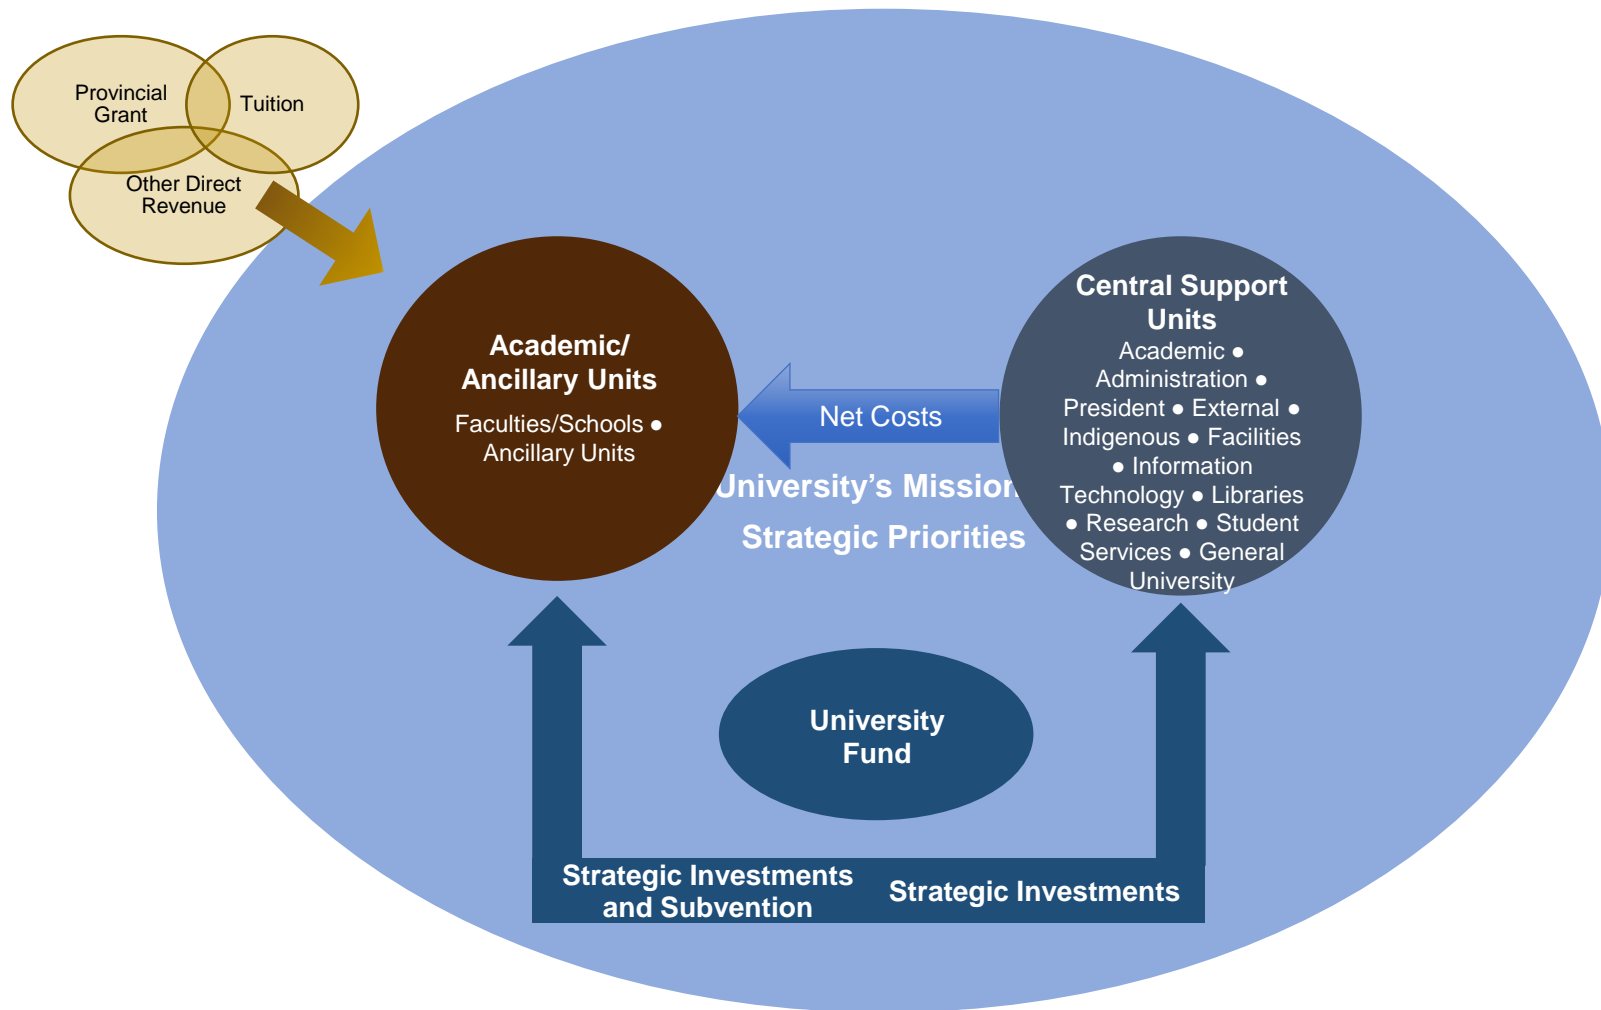 Provincial
Grant
Tuition
Other Direct
Revenue
Academic/
Ancillary Units
Faculties/Schools ●
Ancillary Units
Net Costs
University’s Mission
Strategic Priorities
Central Support
Units
Academic ●
Administration ●
President ● External ●
Indigenous ● Facilities
● Information
Technology ● Libraries
● Research ● Student
Services ● General
University
University
Fund
Strategic Investments
and Subvention
Strategic Investments